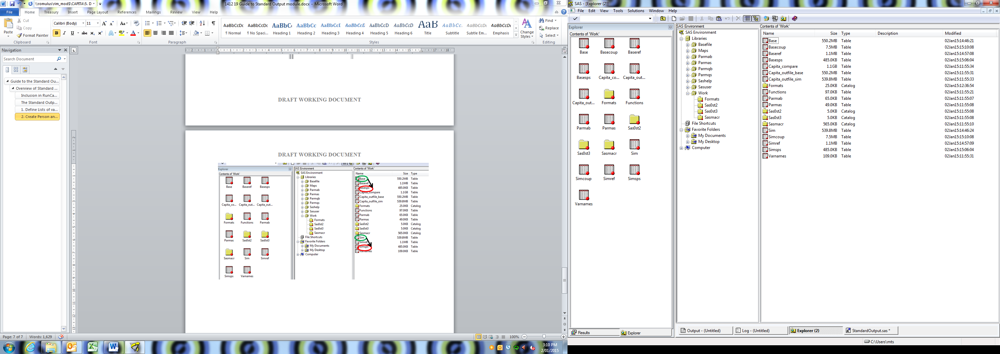 \\romulus\rim_mod$\CAPITA\5. D
1412 19 Guide to Standard Output module.docx - Microsoft Word
File Home Treasury Insert Page Layout References Mailings Review View Help
Paste
Cut
Copy
Format Painter
Calibri (Body) 11
AaBbCcDc AaBbCcDc AaBbC AaBbCc AaBbCcI AaBbCcD AaBbCcD AaBbCcD AaB AaBbCc. AaBbCcDc AaBbCcDc
¶ Normal ¶ No Spaci... Heading 1 Heading 2 Heading 3 Heading 4 Heading 5 Heading 6 Title Subtitle Subtle Em... Emphasis
Change Styles
Find
Replace
Select
Clipboard Font Paragraph Styles Editing
Navigation
Search Document
Guide to the Standard Ou...
Overview of Standard ...
Inclusion in RunCa...
The Standard Outp...
1. Define Lists of va...
2. Create Person an...
DRAFT WORKING DOCUMENT
DRAFT WORKING DOCUMENT
Explorer
Contents of 'Work'
Base Baseref Basesps
Capita_co... Capita_out... Capita_out...
Formats Functions Parmab
Parmas Sas0st2 Sas0st3
Sasmacr Sim Simref
Simsps Varnames
SAS Environment
SAS Environment
Libraries
Basefile
Maps
Parmab
Parmas
Parmqb
Parmqs
Sashelp
Sasuser
Work
Formats
Sas0st2
Sas0st3
Sasmacr
File Shortcuts
Favorite Folders
My Documents
My Desktop
Computer
Contents of 'Work'
Name Size Type
Base 550.2MB Table
Baseref 1.1MB Table
Basesps 485.0KB Table
Capita_compare 1.1GB Table
Capita_outfile_base 550.2MB Table
Capita_outfile_sim 539.8MB Table
Formats 25.0KB Catalog
Functions 97.0KB Table
Parmab 65.0KB Table
Parmas 49.0KB Table
Sas0st2 5.0KB Catalog
Sas0st3 5.0KB Catalog
Sasmacr 565.0KB Catalog
Sim 539.8MB Table
Simref 1.1MB Table
Simsps 485.0KB Table
Varnames 109.0KB Table
Page: 7 of 7 Words: 1,629
100%
3:10 PM
2/01/2015
SAS - [Explorer (2)]
File Edit View Tools Solutions Window Help
Explorer
Contents of 'Work'
Base Basecoup Baseref
Basesps Capita_co... Capita_out...
Capita_out... Formats Functions
Parmab Parmas Sas0st2
Sas0st3 Sasmacr Sim
Simcoup Simref Simsps
Varnames
Results Explorer
SAS Environment
SAS Environment
Libraries
Basefile
Maps
Parmab
Parmas
Parmqb
Parmqs
Sashelp
Sasuser
Work
Formats
Sas0st2
Sas0st3
Sasmacr
File Shortcuts
Favorite Folders
My Documents
My Desktop
Computer
Contents of 'Work'
Name Size Type Description Modified
Base 550.2MB Table 02Jan15:14:46:21
Basecoup 7.5MB Table 02Jan15:15:10:08
Baseref 1.1MB Table 02Jan15:14:57:08
Basesps 485.0KB Table 02Jan15:15:06:04
Capita_compare 1.1GB Table 02Jan15:11:55:34
Capita_outfile_base 550.2MB Table 02Jan15:11:55:31
Capita_outfile_sim 539.8MB Table 02Jan15:11:55:33
Formats 25.0KB Catalog 02Jan15:12:36:54
Functions 97.0KB Table 02Jan15:11:55:21
Parmab 65.0KB Table 02Jan15:11:55:07
Parmas 49.0KB Table 02Jan15:11:55:08
Sas0st2 5.0KB Catalog 02Jan15:11:55:08
Sas0st3 5.0KB Catalog 02Jan15:11:55:08
Sasmacr 565.0KB Catalog 02Jan15:11:55:10
Sim 539.8MB Table 02Jan15:14:46:24
Simcoup 7.5MB Table 02Jan15:15:10:08
Simref 1.1MB Table 02Jan15:14:57:09
Simsps 485.0KB Table 02Jan15:15:06:04
Varnames 109.0KB Table 02Jan15:11:55:31
Output - (Untitled) Log - (Untitled) Explorer (2) StandardOutput.sas *
C:\Users\mts